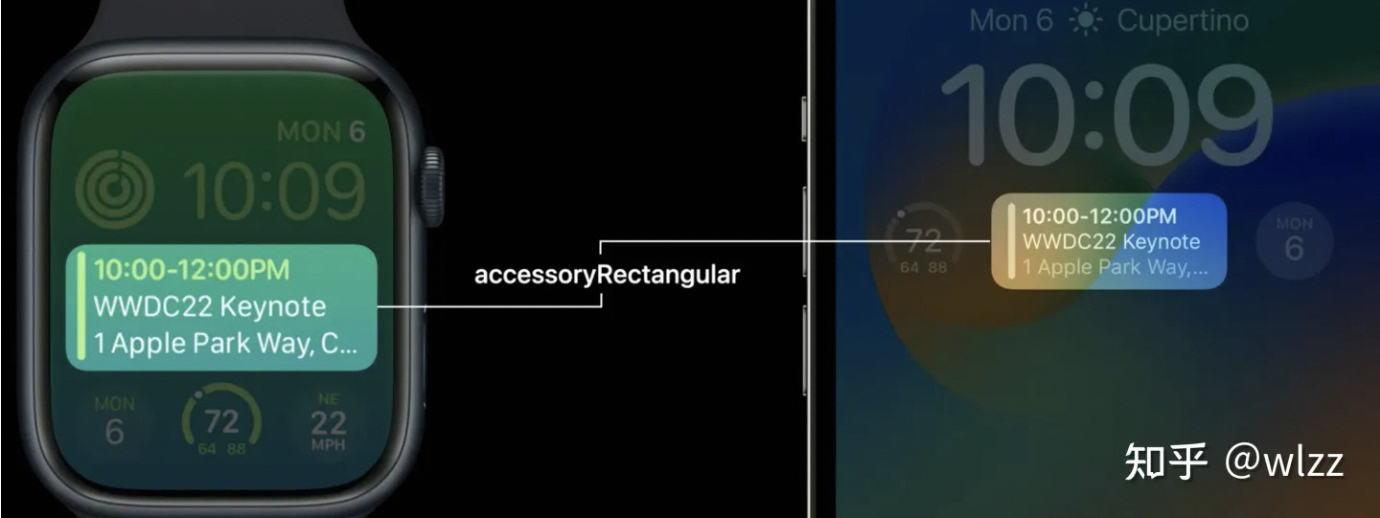 MON 6
10:09
10:00-12:00PM
WWDC22 Keynote
1 Apple Park Way, C...
MON
6
72
64 88
NE
22
MPH
accessoryRectangular
Mon 6 Cupertino
10:09
72
64 88
10:00-12:00PM
WWDC22 Keynote
1 Apple Park Way,...
MON
6
知乎 @wlzz